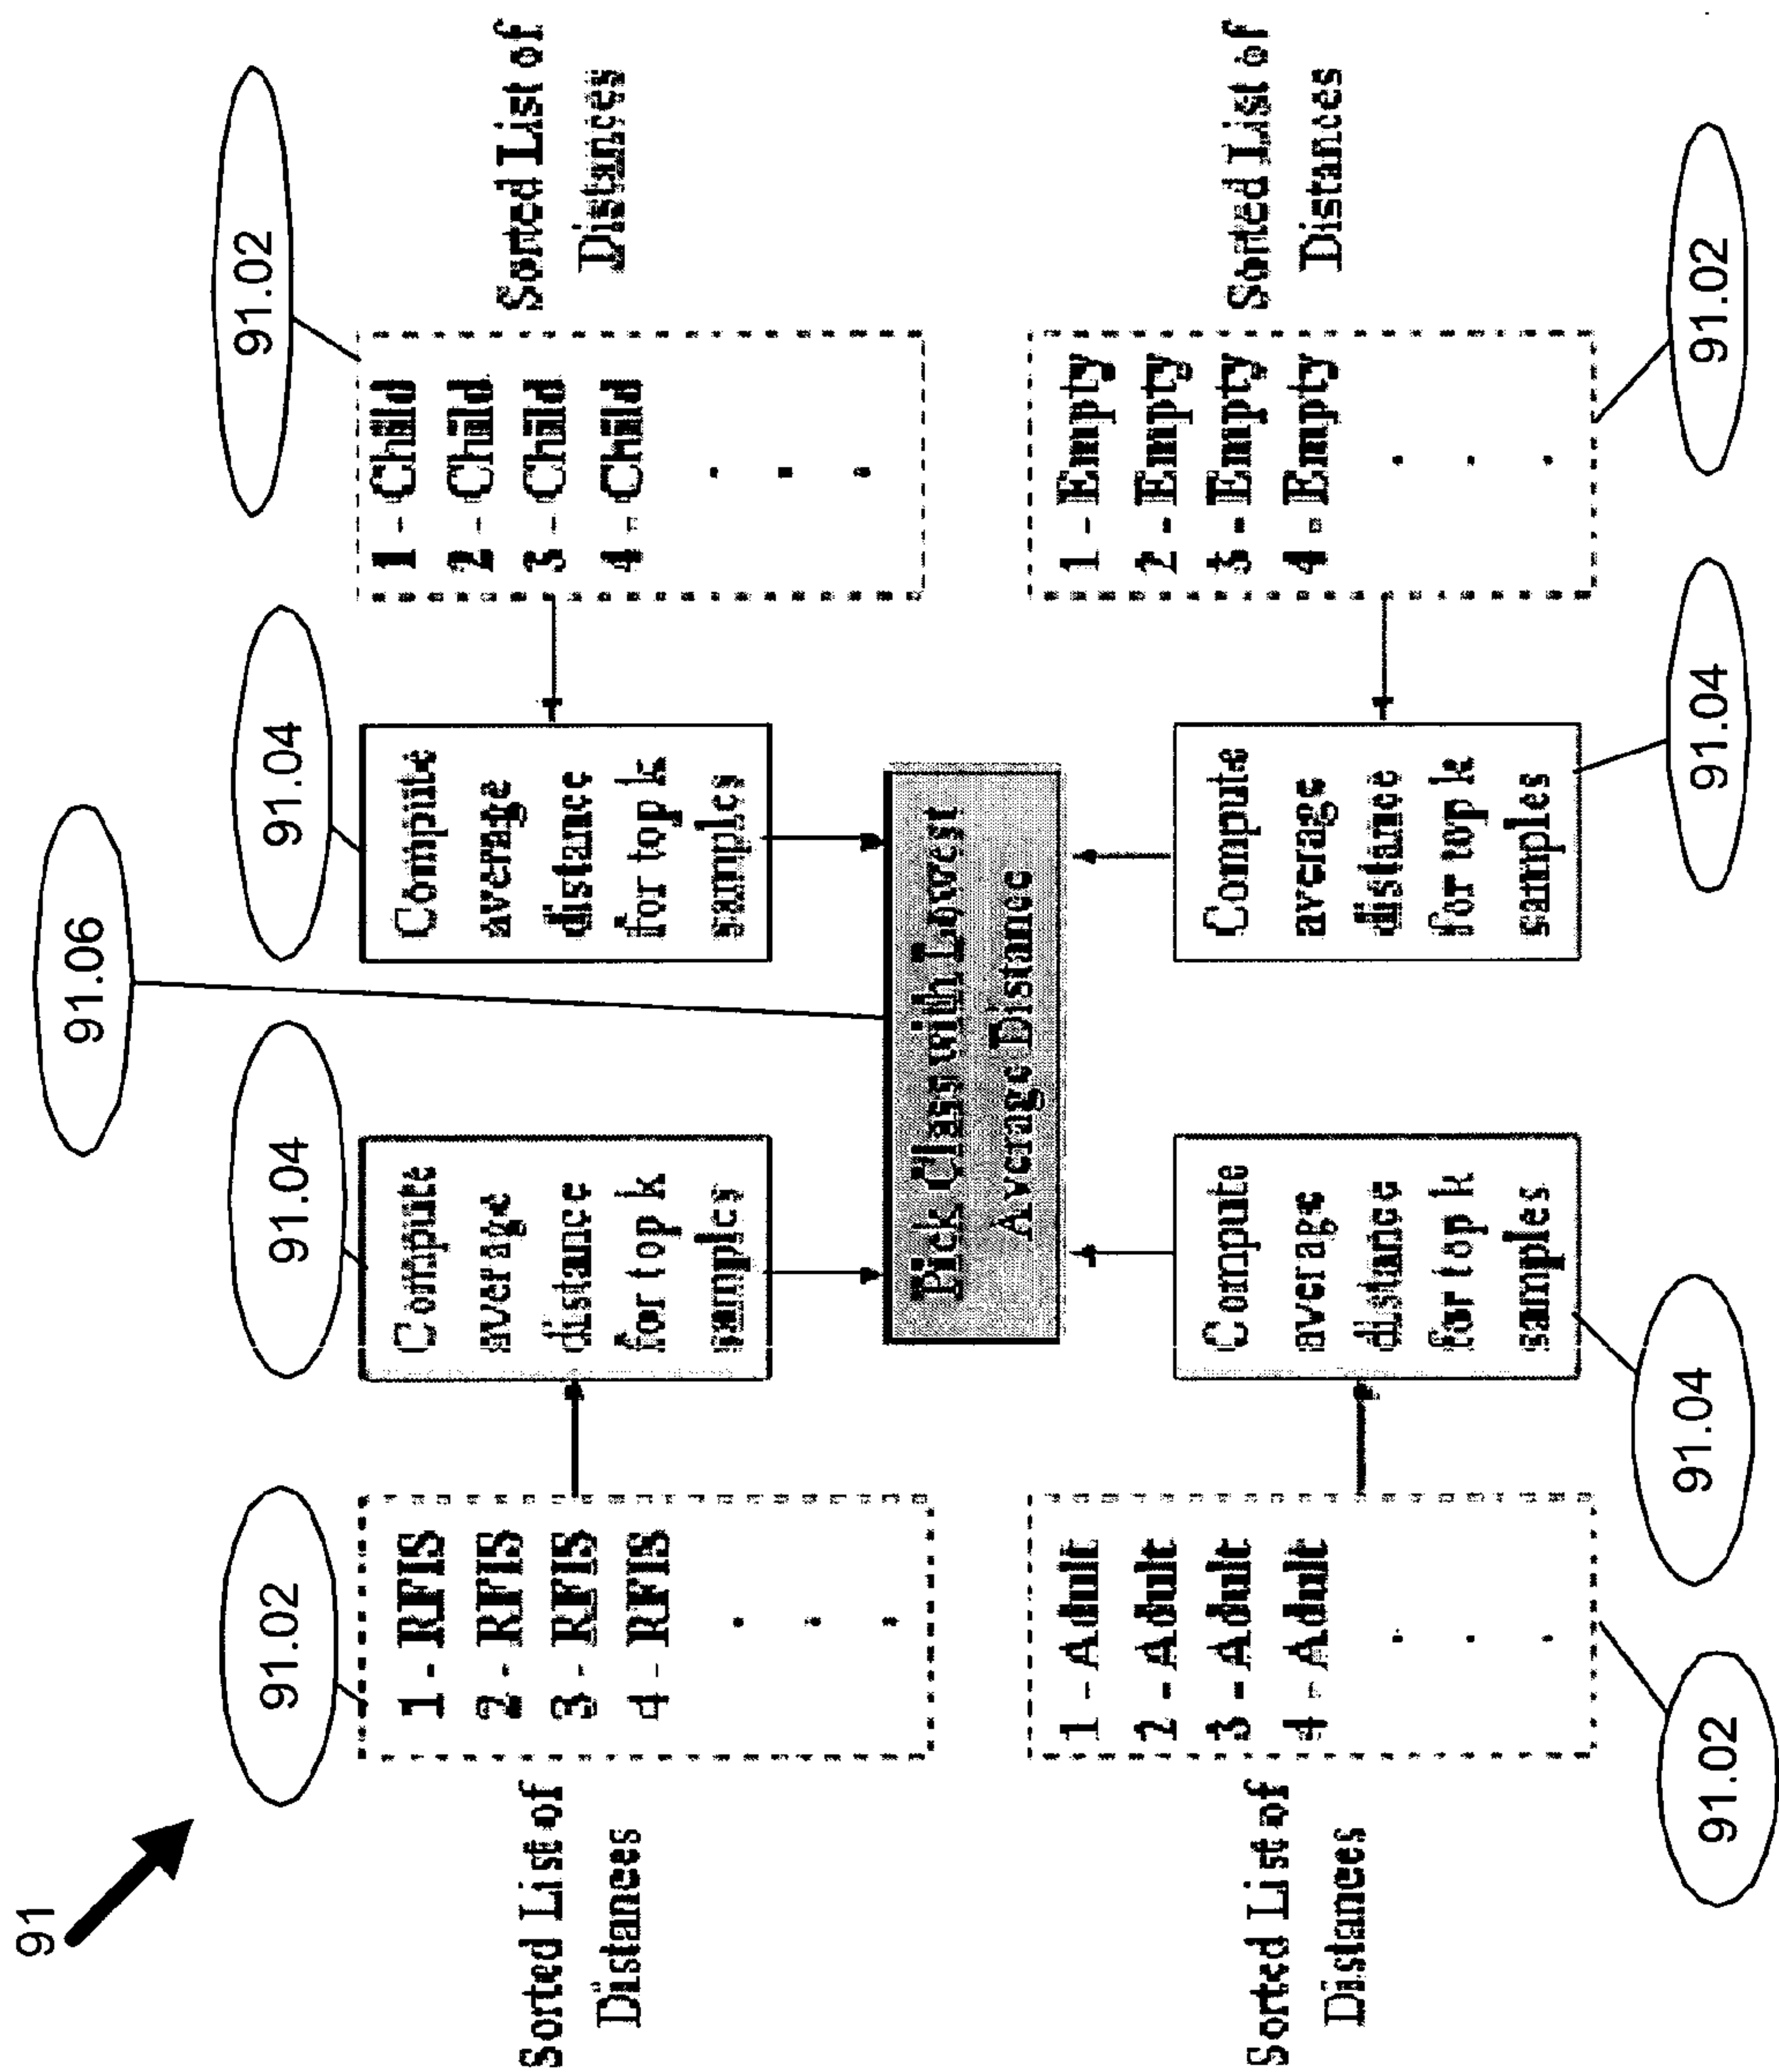 91
91.06
91.02
91.04
91.04
91.02
Sorted List of
Distances
1 - RFIS
2 - RFIS
3 - RFIS
4 - RFIS
.
.
.
Compute
average
distance
for top k
samples
Compute
average
distance
for top k
samples
1 - Child
2 - Child
3 - Child
4 - Child
.
.
.
Sorted List of
Distances
Pick Class with Lowest
Average Distance
Sorted List of
Distances
1 - Adult
2 - Adult
3 - Adult
4 - Adult
.
.
.
Compute
average
distance
for top k
samples
Compute
average
distance
for top k
samples
1 - Empty
2 - Empty
3 - Empty
4 - Empty
.
.
.
Sorted List of
Distances
91.02
91.04
91.04
91.02